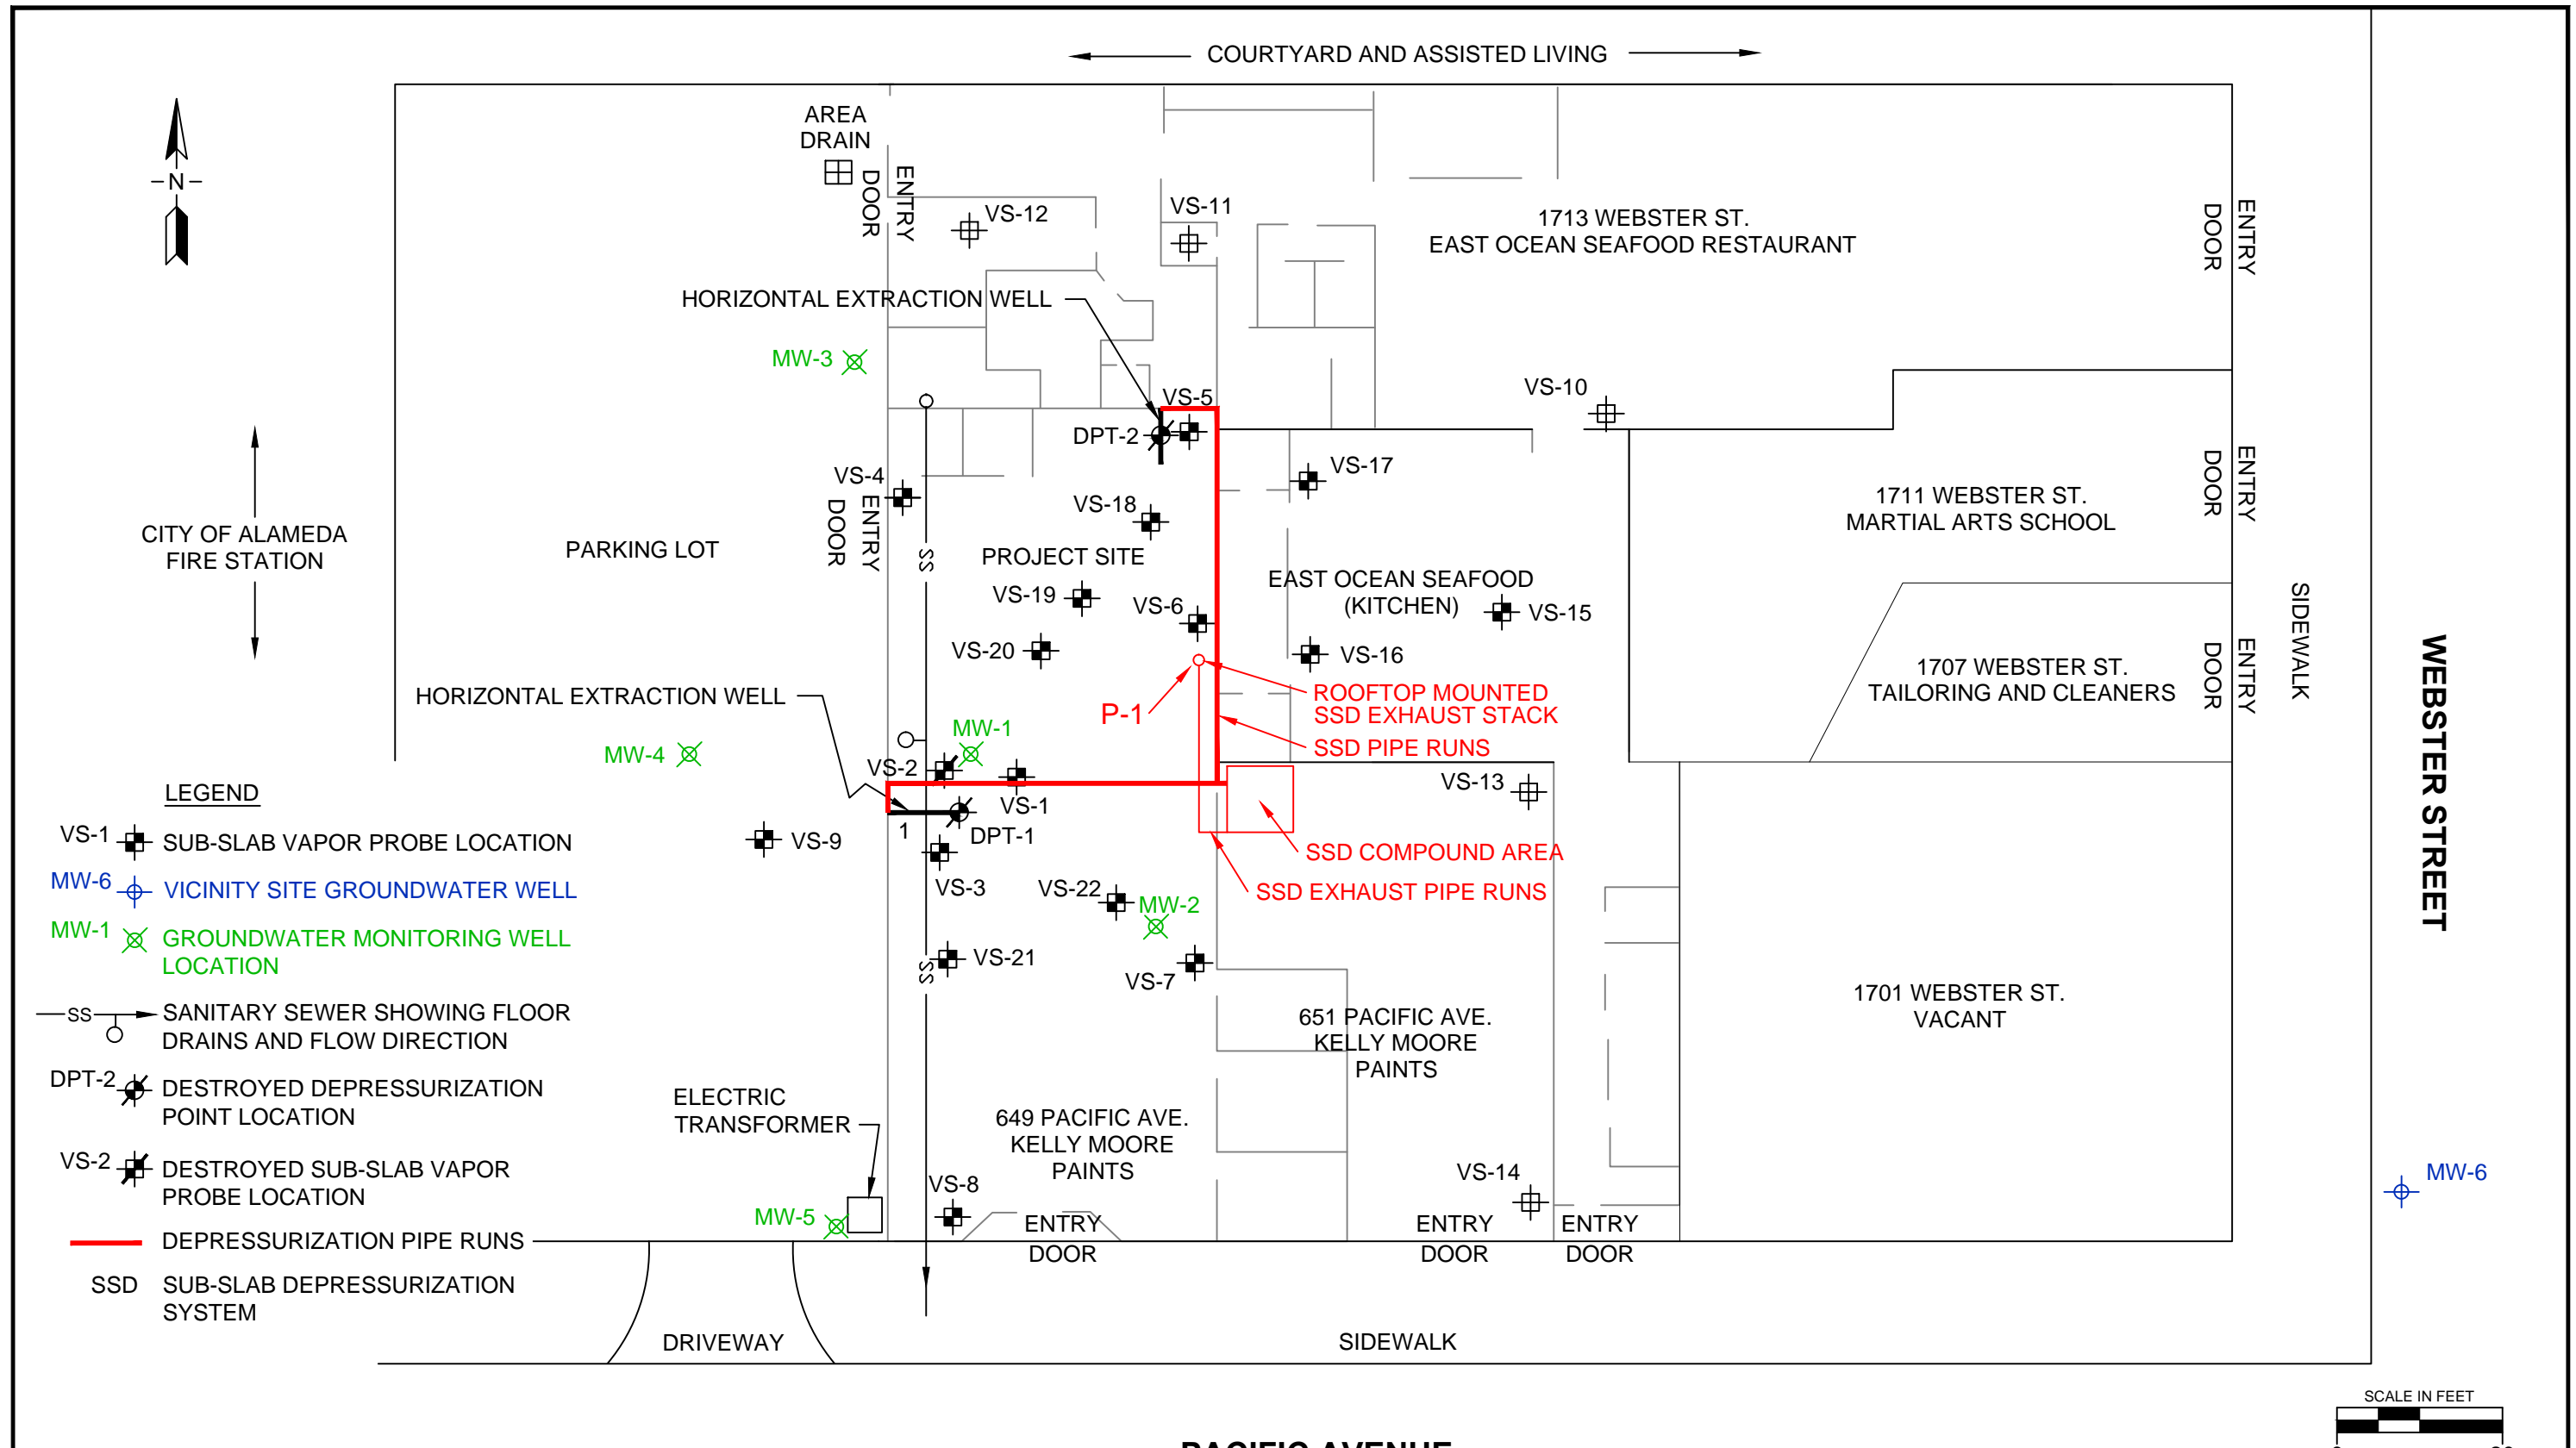 COURTYARD AND ASSISTED LIVING
N
AREA
DRAIN
ENTRY
DOOR
VS-12
VS-11
1713 WEBSTER ST.
EAST OCEAN SEAFOOD RESTAURANT
ENTRY
DOOR
HORIZONTAL EXTRACTION WELL
MW-3
VS-5
VS-10
DPT-2
VS-4
ENTRY
DOOR
VS-17
VS-18
1711 WEBSTER ST.
MARTIAL ARTS SCHOOL
ENTRY
DOOR
CITY OF ALAMEDA
FIRE STATION
PARKING LOT
SS
PROJECT SITE
VS-19
VS-6
EAST OCEAN SEAFOOD
(KITCHEN)
VS-15
VS-20
VS-16
1707 WEBSTER ST.
TAILORING AND CLEANERS
ENTRY
DOOR
SIDEWALK
WEBSTER STREET
HORIZONTAL EXTRACTION WELL
P-1
ROOFTOP MOUNTED
SSD EXHAUST STACK
SSD PIPE RUNS
MW-1
MW-4
VS-2
VS-1
VS-13
1
DPT-1
VS-9
VS-3
SSD COMPOUND AREA
SSD EXHAUST PIPE RUNS
VS-22
MW-2
VS-21
SS
VS-7
651 PACIFIC AVE.
KELLY MOORE
PAINTS
1701 WEBSTER ST.
VACANT
ELECTRIC
TRANSFORMER
649 PACIFIC AVE.
KELLY MOORE
PAINTS
VS-8
VS-14
MW-5
MW-6
ENTRY
DOOR
ENTRY
DOOR
ENTRY
DOOR
DRIVEWAY
SIDEWALK
LEGEND
VS-1 SUB-SLAB VAPOR PROBE LOCATION
MW-6 VICINITY SITE GROUNDWATER WELL
MW-1 GROUNDWATER MONITORING WELL
LOCATION
SS SANITARY SEWER SHOWING FLOOR
DRAINS AND FLOW DIRECTION
DPT-2 DESTROYED DEPRESSURIZATION
POINT LOCATION
VS-2 DESTROYED SUB-SLAB VAPOR
PROBE LOCATION
DEPRESSURIZATION PIPE RUNS
SSD SUB-SLAB DEPRESSURIZATION
SYSTEM
SCALE IN FEET
PACIFIC AVENUE